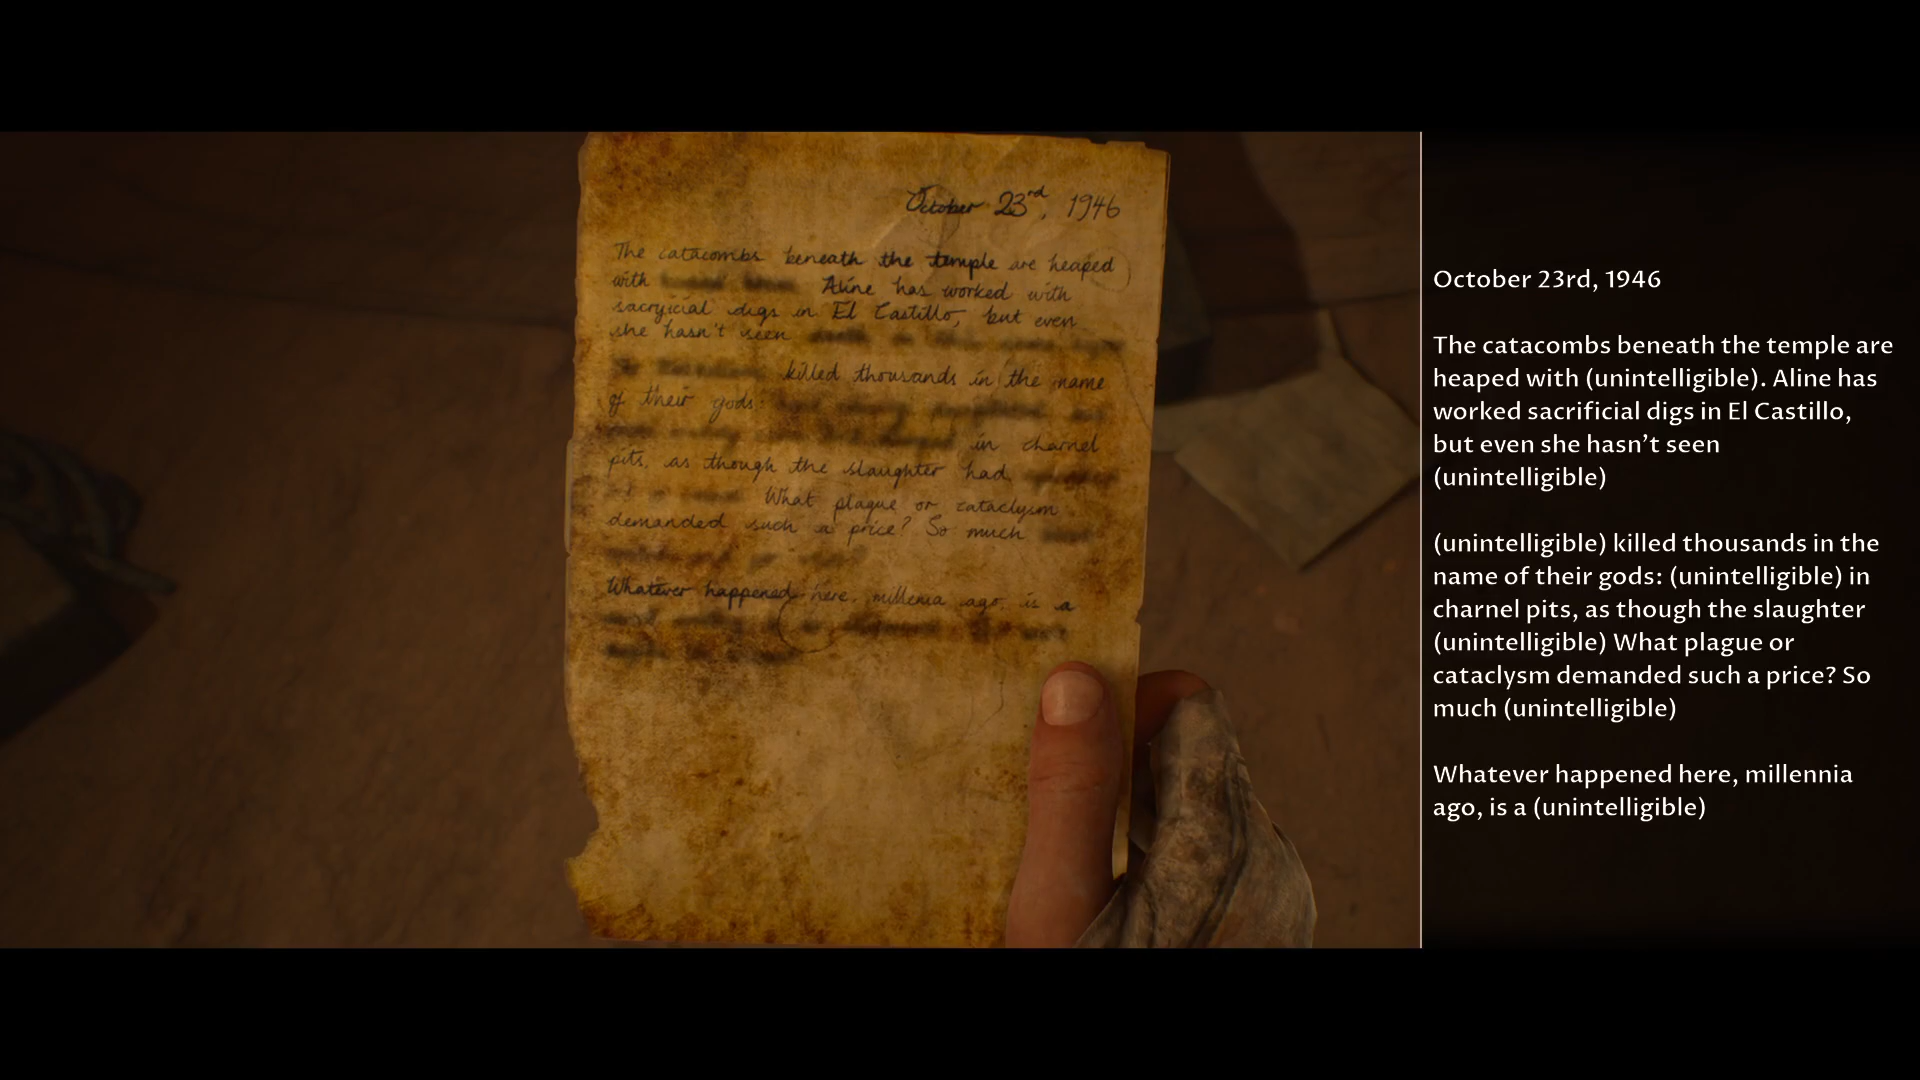 October 23rd, 1946
The catacombs beneath the temple are heaped
with
Aline has worked with
sacrificial digs in El Castillo, but even
she hasn't seen
killed thousands in the name
of their gods:
in charnel
pits, as though the slaughter had
What plague or cataclysm
demanded such a price? So much
Whatever happened here, millenia ago, is a
October 23rd, 1946
The catacombs beneath the temple are
heaped with (unintelligible). Aline has
worked sacrificial digs in El Castillo,
but even she hasn’t seen
(unintelligible)
(unintelligible) killed thousands in the
name of their gods: (unintelligible) in
charnel pits, as though the slaughter
(unintelligible) What plague or
cataclysm demanded such a price? So
much (unintelligible)
Whatever happened here, millennia
ago, is a (unintelligible)